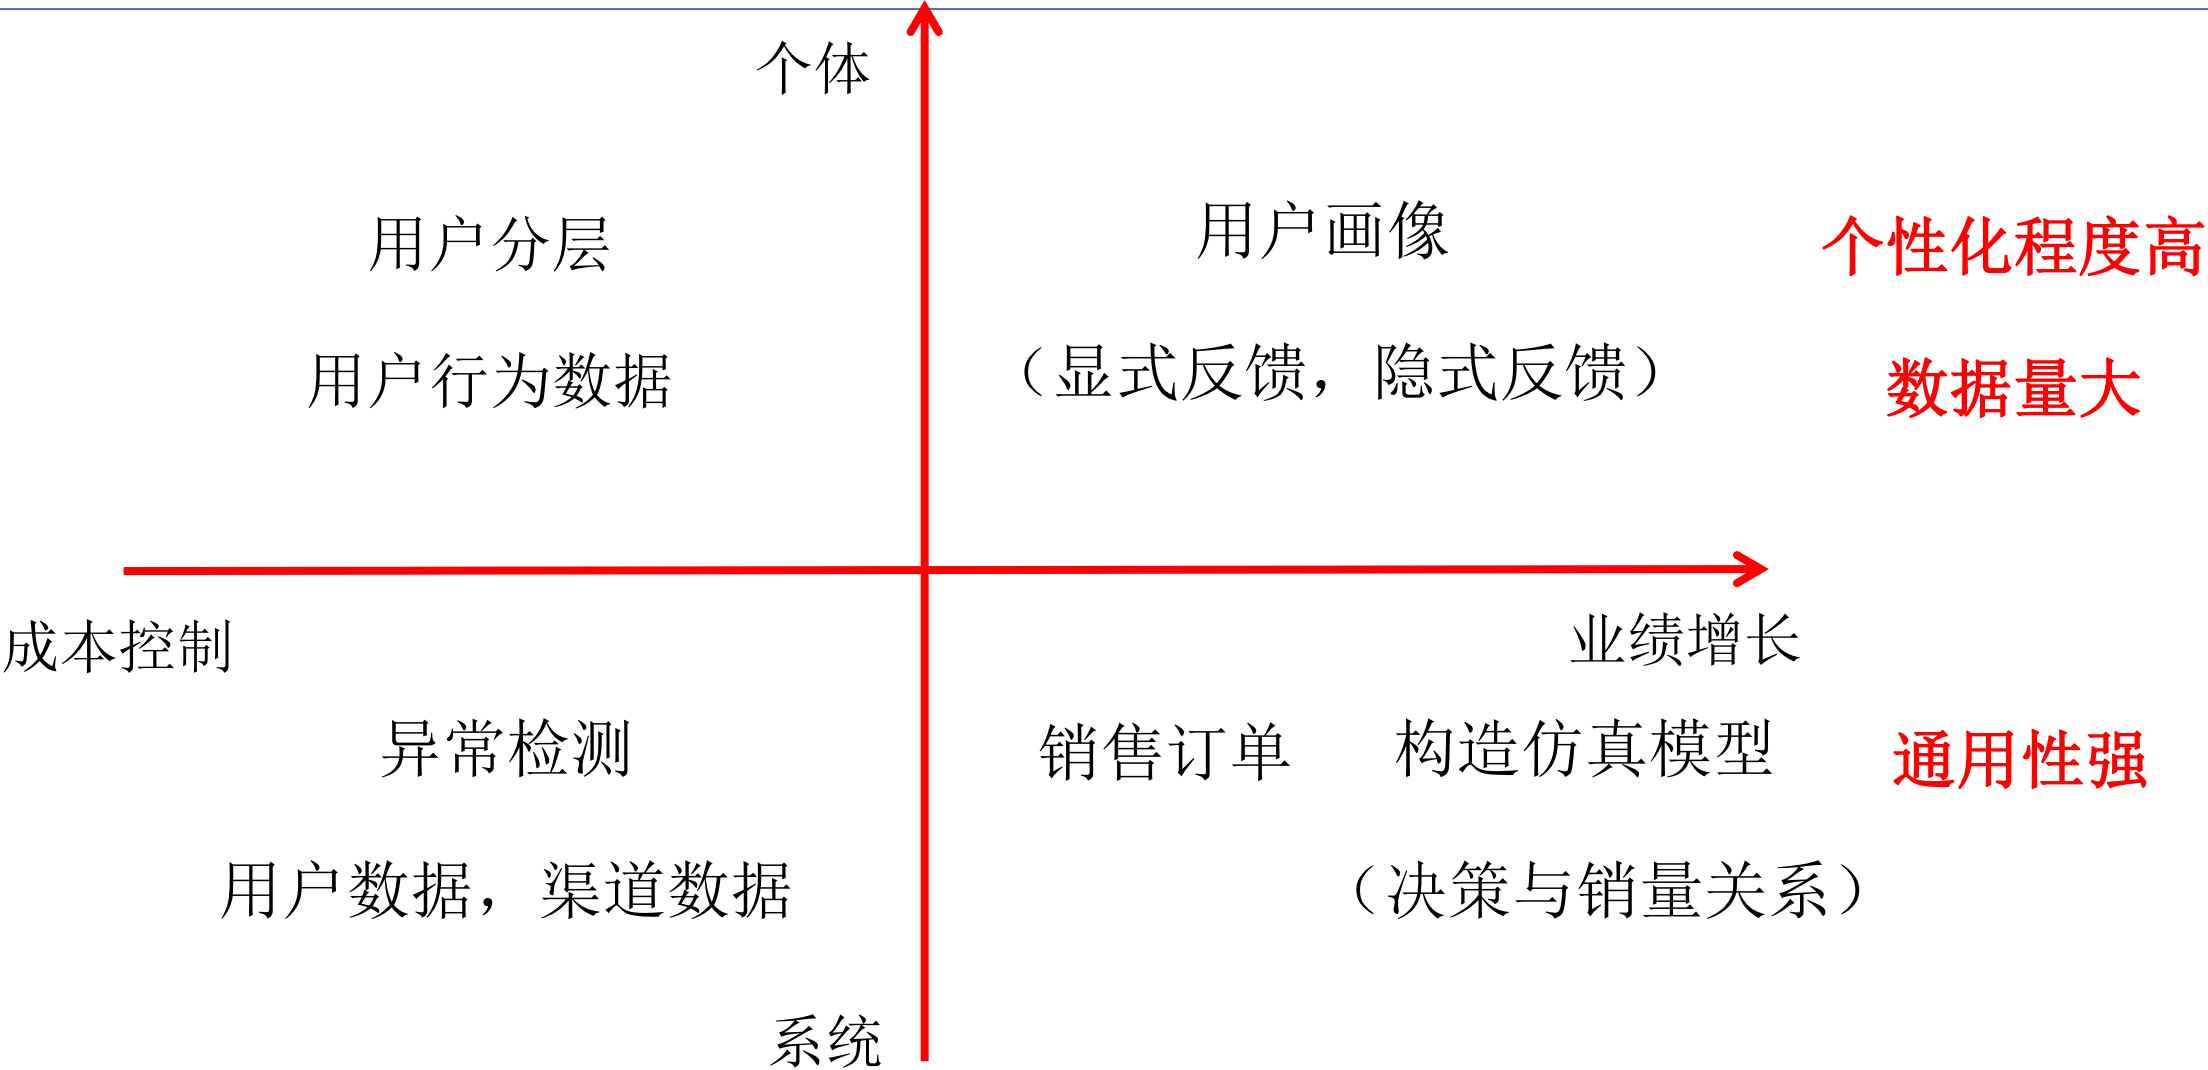 个体
用户分层
用户画像
个性化程度高
用户行为数据
（显式反馈，隐式反馈）
数据量大
成本控制
业绩增长
异常检测
销售订单
构造仿真模型
通用性强
用户数据，渠道数据
（决策与销量关系）
系统